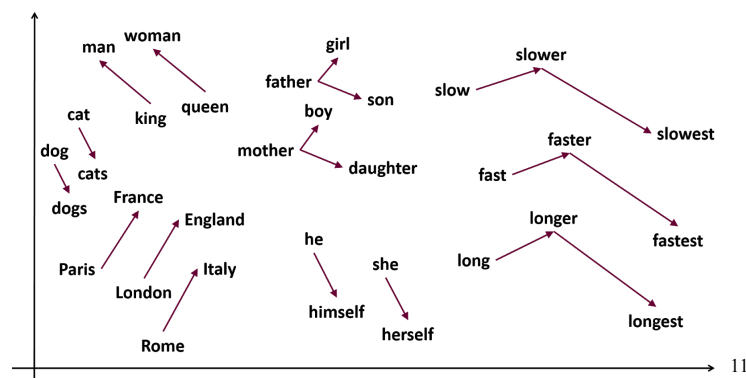 man
woman
king
queen
cat
cats
dog
dogs
France
Paris
England
London
Italy
Rome
girl
father
son
boy
mother
daughter
he
himself
she
herself
slower
slow
slowest
faster
fast
fastest
longer
long
longest
11